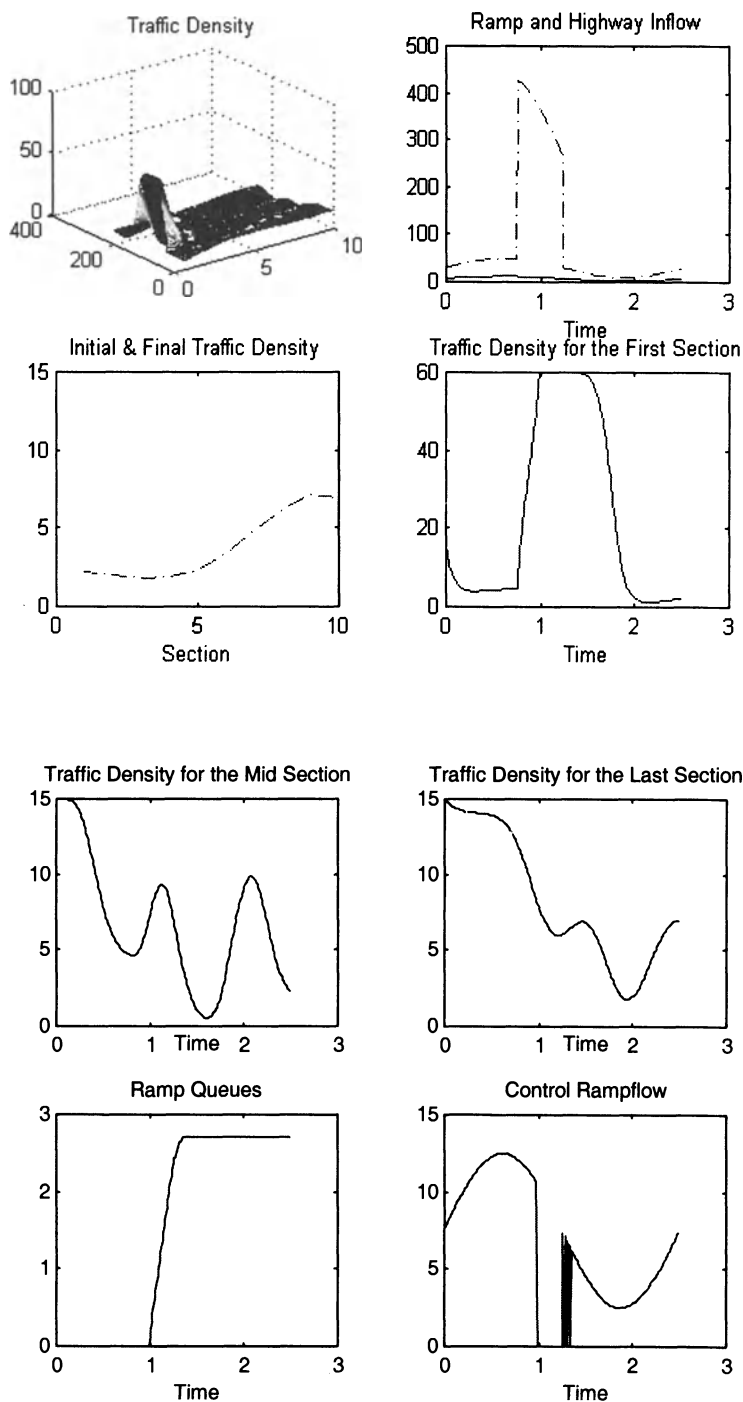 Traffic Density
100
50
0
400
200
0
0
5
10
Ramp and Highway Inflow
500
400
300
200
100
0
0 1 2 3
Time
Initial & Final Traffic Density
15
10
5
0
0 5 10
Section
Traffic Density for the First Section
60
40
20
0
0 1 2 3
Time
Traffic Density for the Mid Section
15
10
5
0
0 1 2 3
Time
Traffic Density for the Last Section
15
10
5
0
0 1 2 3
Time
Ramp Queues
3
2
1
0
0 1 2 3
Time
Control Rampflow
15
10
5
0
0 1 2 3
Time